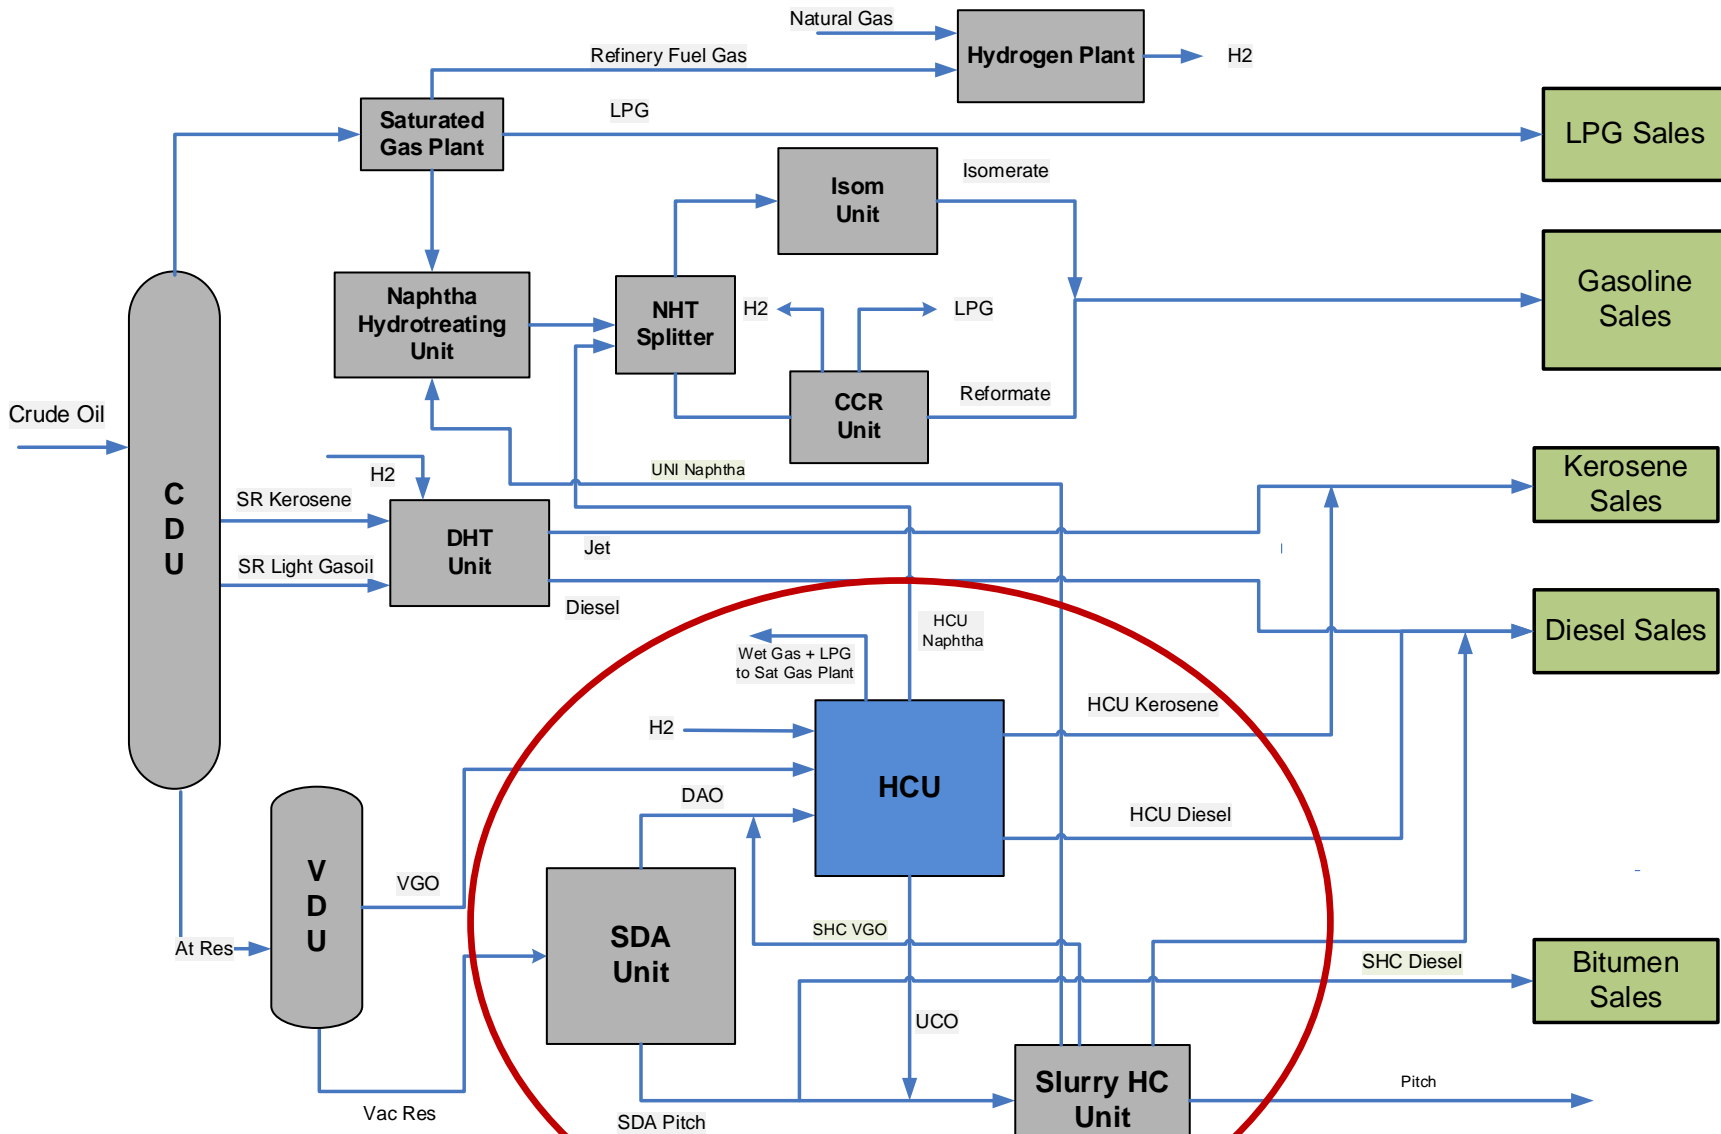 Natural Gas
Hydrogen Plant
H2
Refinery Fuel Gas
Saturated
Gas Plant
LPG
LPG Sales
Isom
Unit
Isomerate
Naphtha
Hydrotreating
Unit
NHT
Splitter
H2
LPG
Gasoline
Sales
CCR
Unit
Reformate
Crude Oil
C
D
U
H2
UNI Naphtha
Kerosene
Sales
SR Kerosene
DHT
Unit
Jet
SR Light Gasoil
Diesel
HCU
Naphtha
Diesel Sales
Wet Gas + LPG
to Sat Gas Plant
H2
HCU Kerosene
HCU
DAO
HCU Diesel
V
D
U
VGO
At Res
SDA
Unit
SHC VGO
SHC Diesel
Bitumen
Sales
UCO
Slurry HC
Unit
Pitch
Vac Res
SDA Pitch